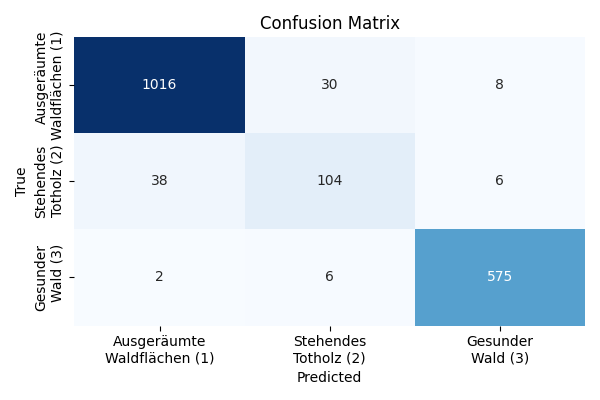 Confusion Matrix
True
Ausgeräumte
Waldflächen (1)
1016
30
8
Stehendes
Totholz (2)
38
104
6
Gesunder
Wald (3)
2
6
575
Ausgeräumte
Waldflächen (1)
Stehendes
Totholz (2)
Gesunder
Wald (3)
Predicted